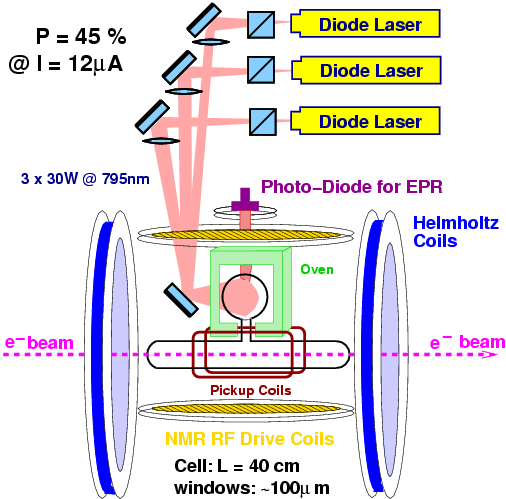 P = 45 %
@ I = 12μA
Diode Laser
Diode Laser
Diode Laser
3 x 30W @ 795nm
Photo-Diode for EPR
Helmholtz
Coils
Oven
e⁻beam
e⁻ beam
Pickup Coils
NMR RF Drive Coils
Cell: L = 40 cm
windows: ~100μ m